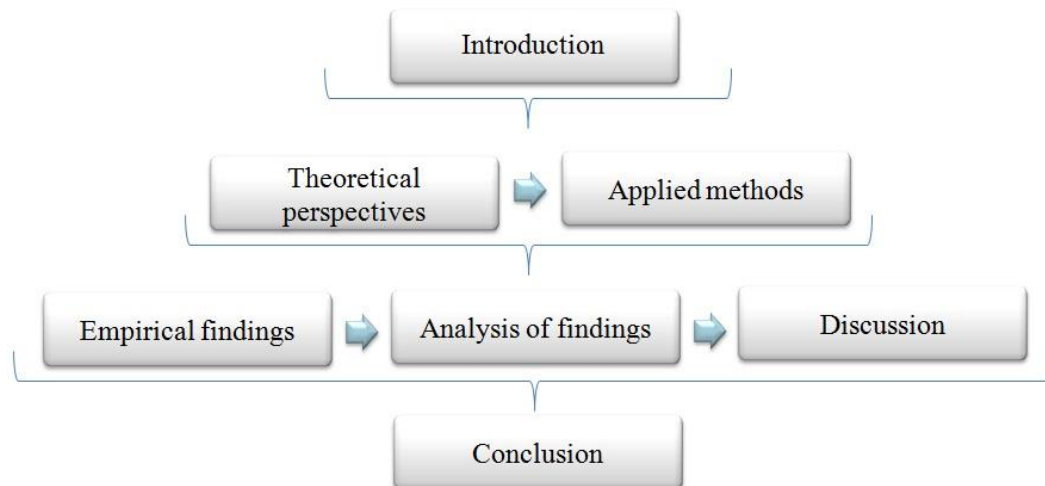 Introduction
Theoretical
perspectives
Applied methods
Empirical findings
Analysis of findings
Discussion
Conclusion